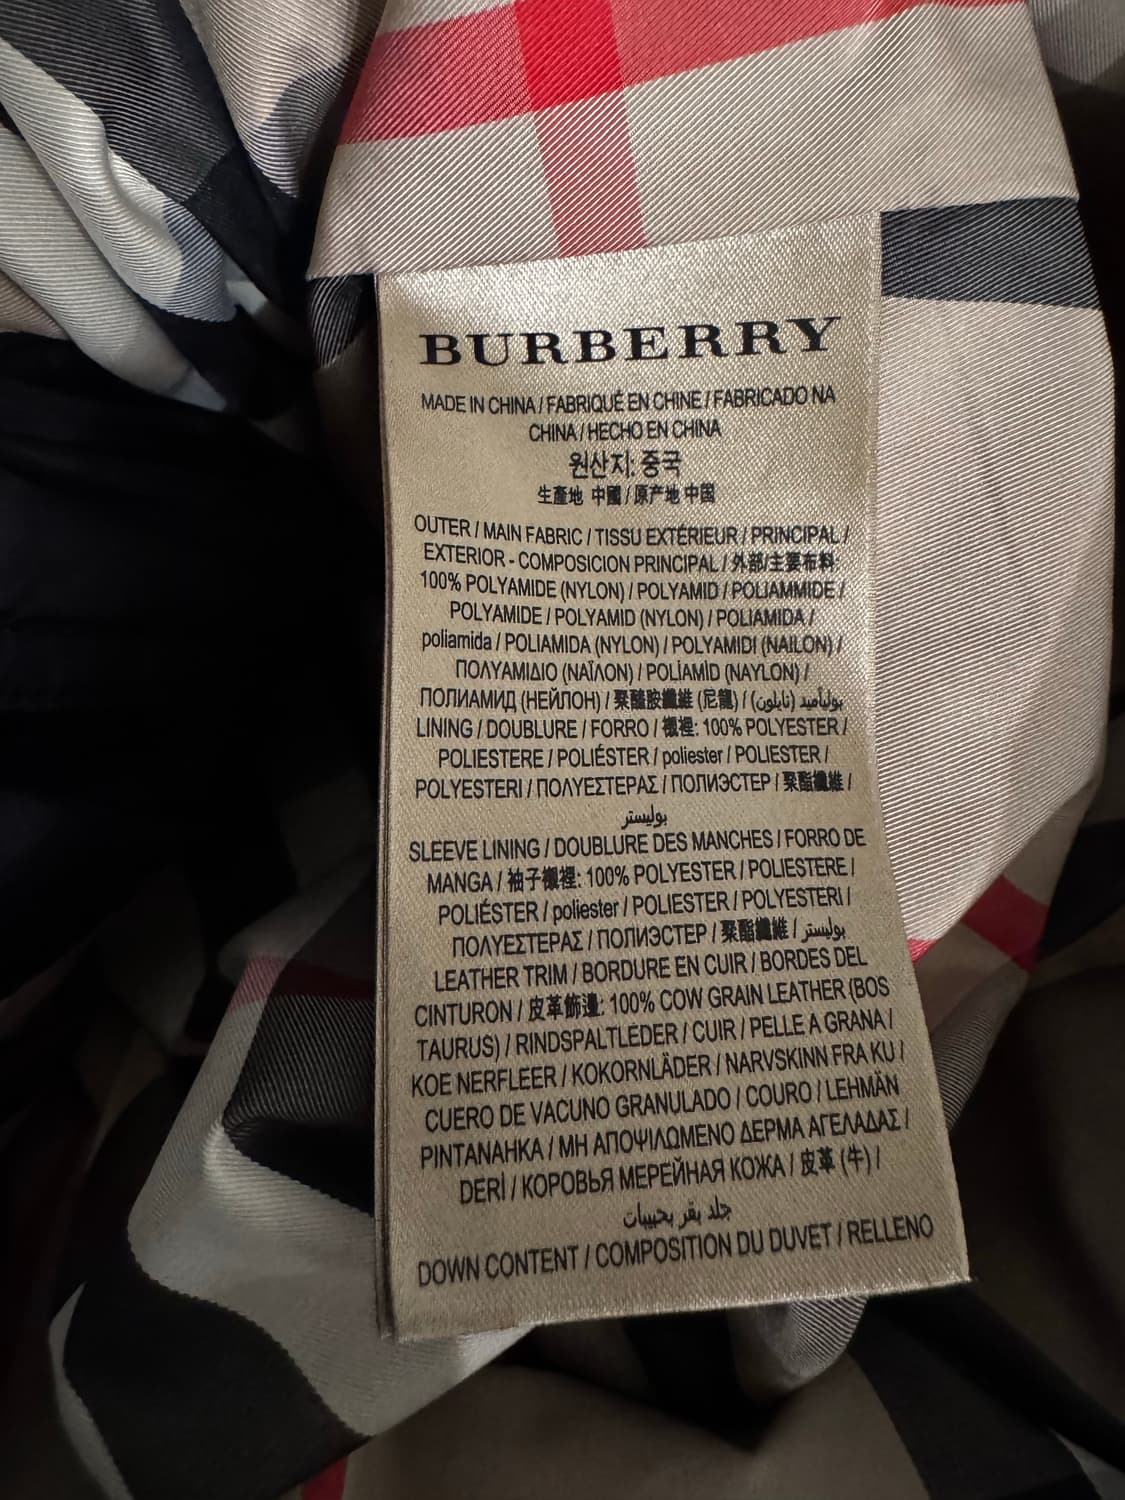 BURBERRY
MADE IN CHINA / FABRIQUÉ EN CHINE / FABRICADO NA
CHINA / HECHO EN CHINA
원산지: 중국
生產地 中國 / 原产地 中国
OUTER / MAIN FABRIC / TISSU EXTÉRIEUR / PRINCIPAL /
EXTERIOR - COMPOSICION PRINCIPAL / 外部/主要布料:
100% POLYAMIDE (NYLON) / POLYAMID / POLIAMMIDE /
POLYAMIDE / POLYAMID (NYLON) / POLIAMIDA /
poliamida / POLIAMIDA (NYLON) / POLYAMIDI (NAILON) /
ΠΟΛΥΑΜΙΔΙΟ (ΝΑΪΛΟΝ) / POLİAMİD (NAYLON) /
ПОЛИАМИД (НЕЙЛОН) / 聚醯胺纖維 (尼龍) / بوليأميد (نايلون)
LINING / DOUBLURE / FORRO / 襯裡: 100% POLYESTER /
POLIESTERE / POLIÉSTER / poliester / POLIESTER /
POLYESTERI / ΠΟΛΥΕΣΤΕΡΑΣ / ПОЛИЭСТЕР / 聚酯纖維 /
بوليستر
SLEEVE LINING / DOUBLURE DES MANCHES / FORRO DE
MANGA / 袖子襯裡: 100% POLYESTER / POLIESTERE /
POLIÉSTER / poliester / POLIESTER / POLYESTERI /
ΠΟΛΥΕΣΤΕΡΑΣ / ПОЛИЭСТЕР / 聚酯纖維 / بوليستر
LEATHER TRIM / BORDURE EN CUIR / BORDES DEL
CINTURON / 皮革飾邊: 100% COW GRAIN LEATHER (BOS
TAURUS) / RINDSPALTLEDER / CUIR / PELLE A GRANA /
KOE NERFLEER / KOKORNLÄDER / NARVSKINN FRA KU /
CUERO DE VACUNO GRANULADO / COURO / LEHMÄN
PINTANAHKA / ΜΗ ΑΠΟΨΙΛΩΜΕΝΟ ΔΕΡΜΑ ΑΓΕΛΑΔΑΣ /
DERİ / КОРОВЬЯ МЕРЕЙНАЯ КОЖА / 皮革 (牛) /
جلد بقر بحبيبات
DOWN CONTENT / COMPOSITION DU DUVET / RELLENO